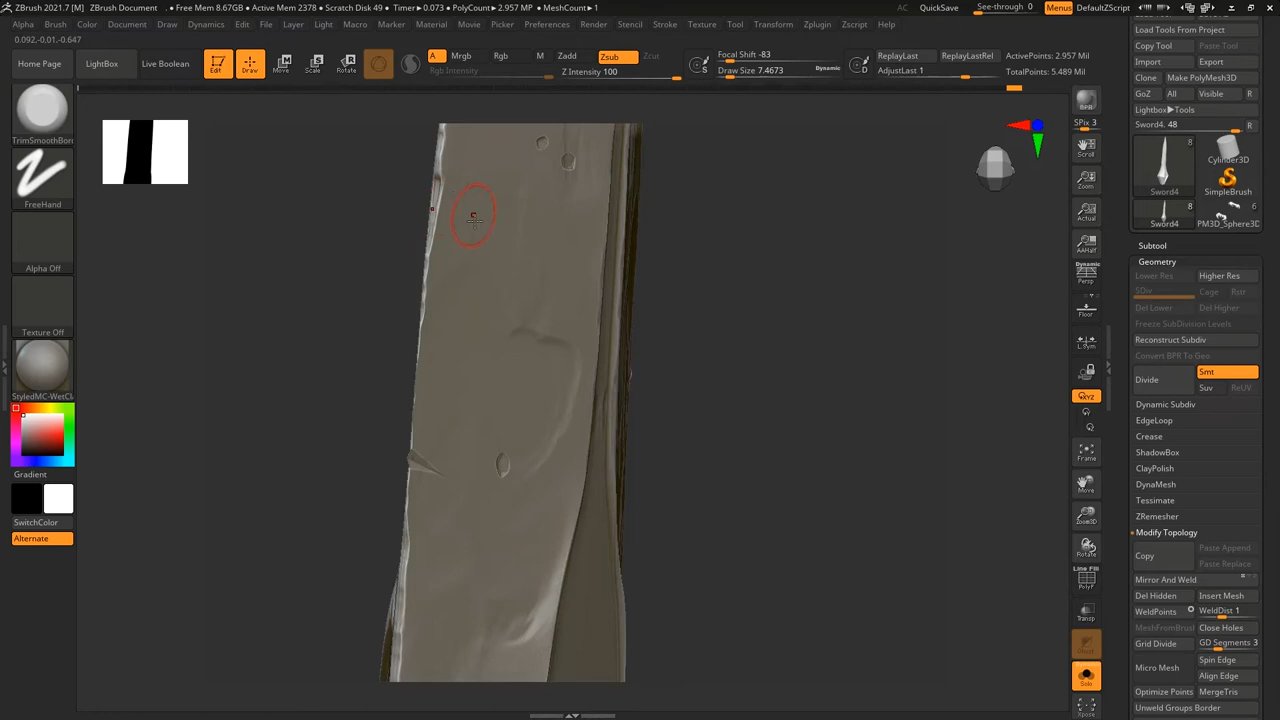 ZBrush 2021.7 [M] ZBrush Document • Free Mem 8.67GB • Active Mem 2378 • Scratch Disk 49 • Timer▶0.073 • PolyCount▶2.957 MP • MeshCount▶1 QuickSave See-through 0 Menus DefaultZScript
Alpha Brush Color Document Draw Dynamics Edit File Layer Light Macro Marker Material Movie Picker Preferences Render Stencil Stroke Texture Tool Transform Zplugin Zscript Help
0.092,-0.01,-0.647
Home Page LightBox Live Boolean Edit Draw Move Scale Rotate
A Mrgb Rgb M Zadd Zsub Zcut
Rgb Intensity Z Intensity 100
Focal Shift -83
Draw Size 7.4673 Dynamic
S D
ReplayLast ReplayLastRel
AdjustLast 1
ActivePoints: 2.957 Mil
TotalPoints: 5.489 Mil
TrimSmoothBord
FreeHand
Alpha Off
Texture Off
StyledMC-WetCl
Gradient
SwitchColor
Alternate
BPR
SPix 3
Scroll
Zoom
Actual
AAHalf
Dynamic
Persp
Floor
L.Sym
XYZ
Frame
Move
Zoom3D
Rotate
Line Fill
PolyF
Transp
Solo
Xpose
Load Tools From Project
Copy Tool Paste Tool
Import Export
Clone Make PolyMesh3D
GoZ All Visible R
Lightbox▶Tools
Sword4. 48 R
8
Sword4
Cylinder3D
SimpleBrush
8
Sword4
6
PM3D_Sphere3D
Subtool
Geometry
Lower Res Higher Res
SDiv Cage Rstr
Del Lower Del Higher
Freeze SubDivision Levels
Reconstruct Subdiv
Convert BPR To Geo
Divide Smt
Suv ReUV
Dynamic Subdiv
EdgeLoop
Crease
ShadowBox
ClayPolish
DynaMesh
Tessimate
ZRemesher
Modify Topology
Copy Paste Append
Paste Replace
Mirror And Weld
Del Hidden Insert Mesh
WeldPoints WeldDist 1
MeshFromBrush Close Holes
Grid Divide GD Segments 3
Micro Mesh Spin Edge
Align Edge
Optimize Points MergeTris
Unweld Groups Border